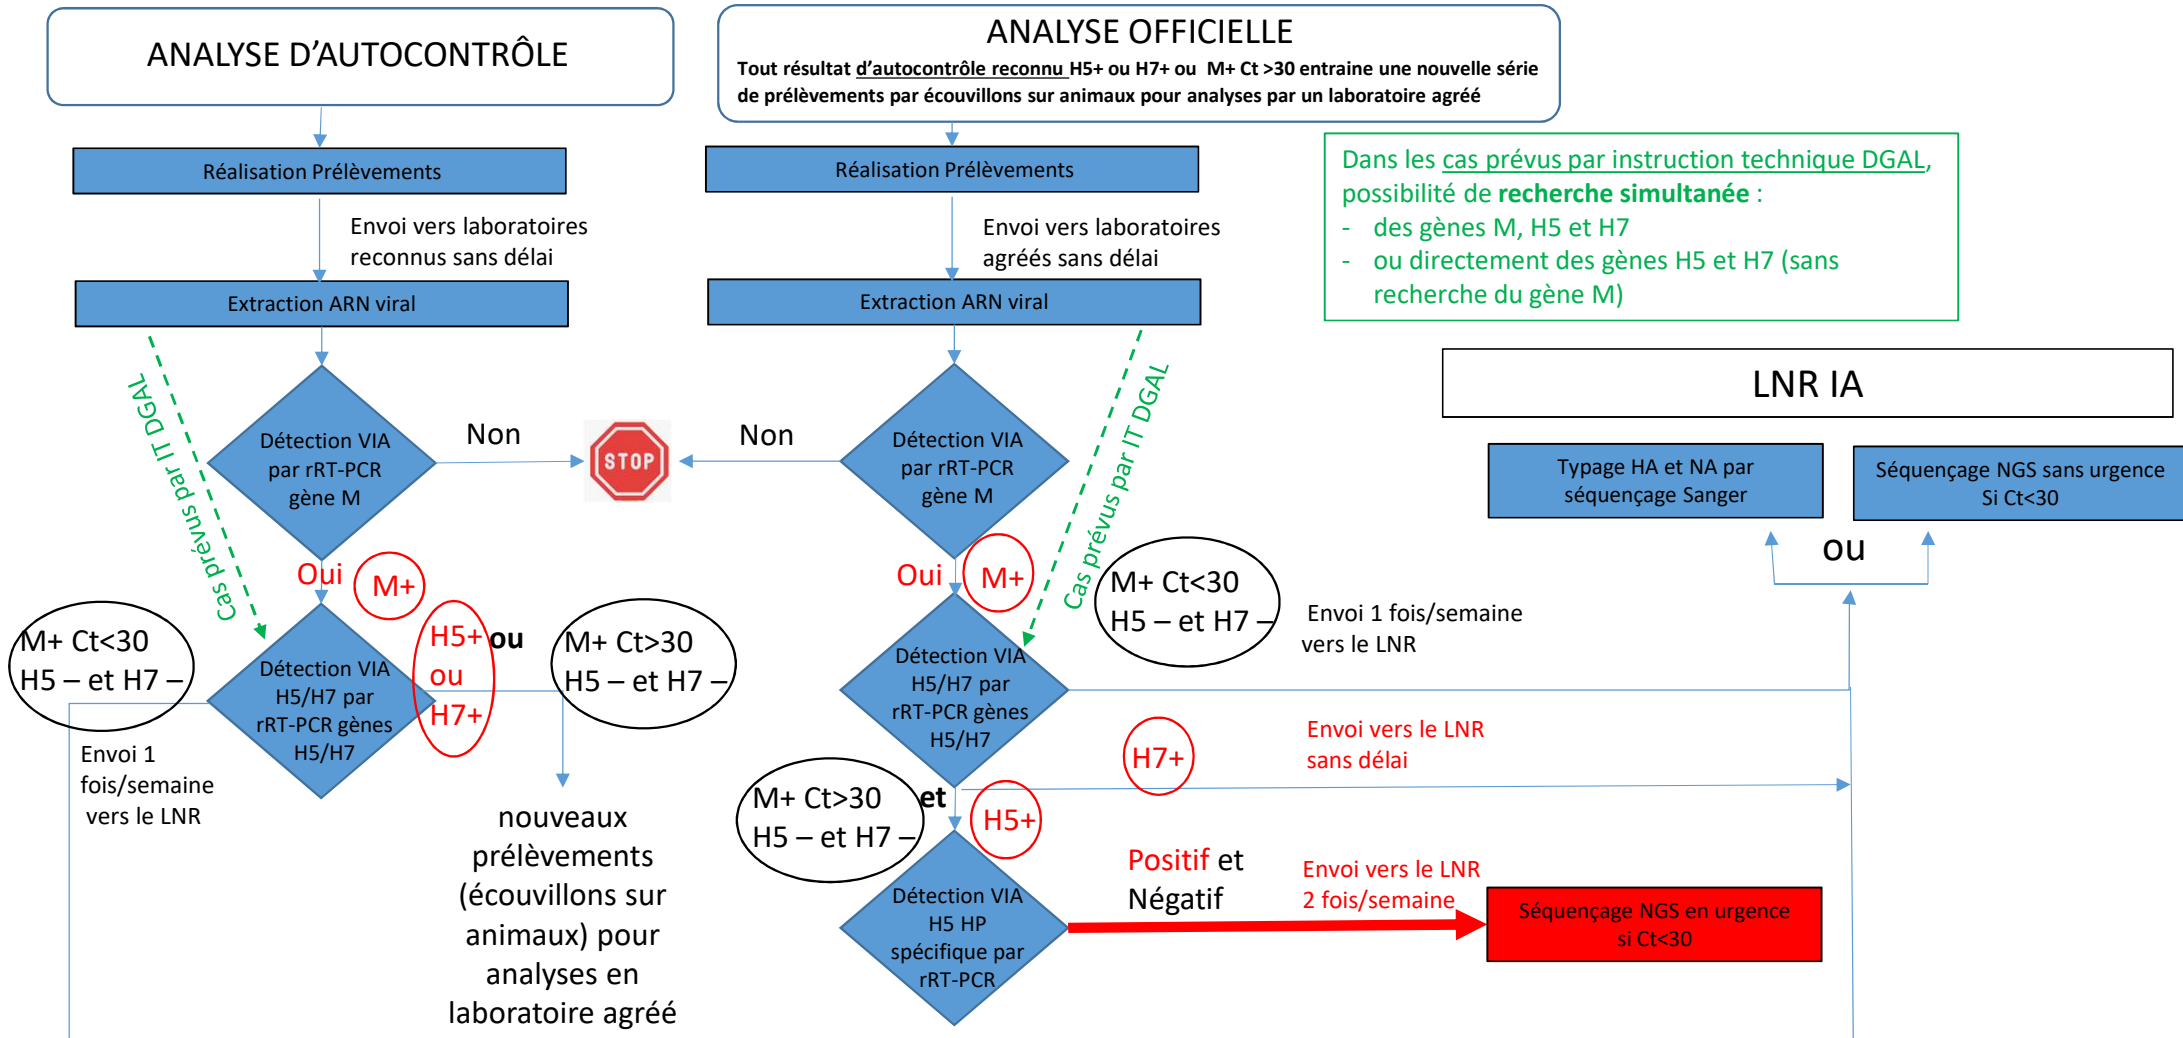 ANALYSE D’AUTOCONTRÔLE
Réalisation Prélèvements
Envoi vers laboratoires
reconnus sans délai
Extraction ARN viral
Cas prévus par IT DGAL
Détection VIA
par rRT-PCR
gène M
Non
STOP
Oui
M+
M+ Ct<30
H5 – et H7 –
Détection VIA
H5/H7 par
rRT-PCR gènes
H5/H7
H5+
ou
H7+
ou
M+ Ct>30
H5 – et H7 –
Envoi 1
fois/semaine
vers le LNR
nouveaux
prélèvements
(écouvillons sur
animaux) pour
analyses en
laboratoire agréé
ANALYSE OFFICIELLE
Tout résultat d’autocontrôle reconnu H5+ ou H7+ ou M+ Ct >30 entraine une nouvelle série
de prélèvements par écouvillons sur animaux pour analyses par un laboratoire agréé
Réalisation Prélèvements
Envoi vers laboratoires
agréés sans délai
Extraction ARN viral
Cas prévus par IT DGAL
Détection VIA
par rRT-PCR
gène M
Non
Oui
M+
M+ Ct<30
H5 – et H7 –
Envoi 1 fois/semaine
vers le LNR
Détection VIA
H5/H7 par
rRT-PCR gènes
H5/H7
H7+
Envoi vers le LNR
sans délai
M+ Ct>30
H5 – et H7 –
et
H5+
Détection VIA
H5 HP
spécifique par
rRT-PCR
Positif et
Négatif
Envoi vers le LNR
2 fois/semaine
Séquençage NGS en urgence
si Ct<30
Dans les cas prévus par instruction technique DGAL,
possibilité de recherche simultanée :
- des gènes M, H5 et H7
- ou directement des gènes H5 et H7 (sans
recherche du gène M)
LNR IA
Typage HA et NA par
séquençage Sanger
Séquençage NGS sans urgence
Si Ct<30
ou